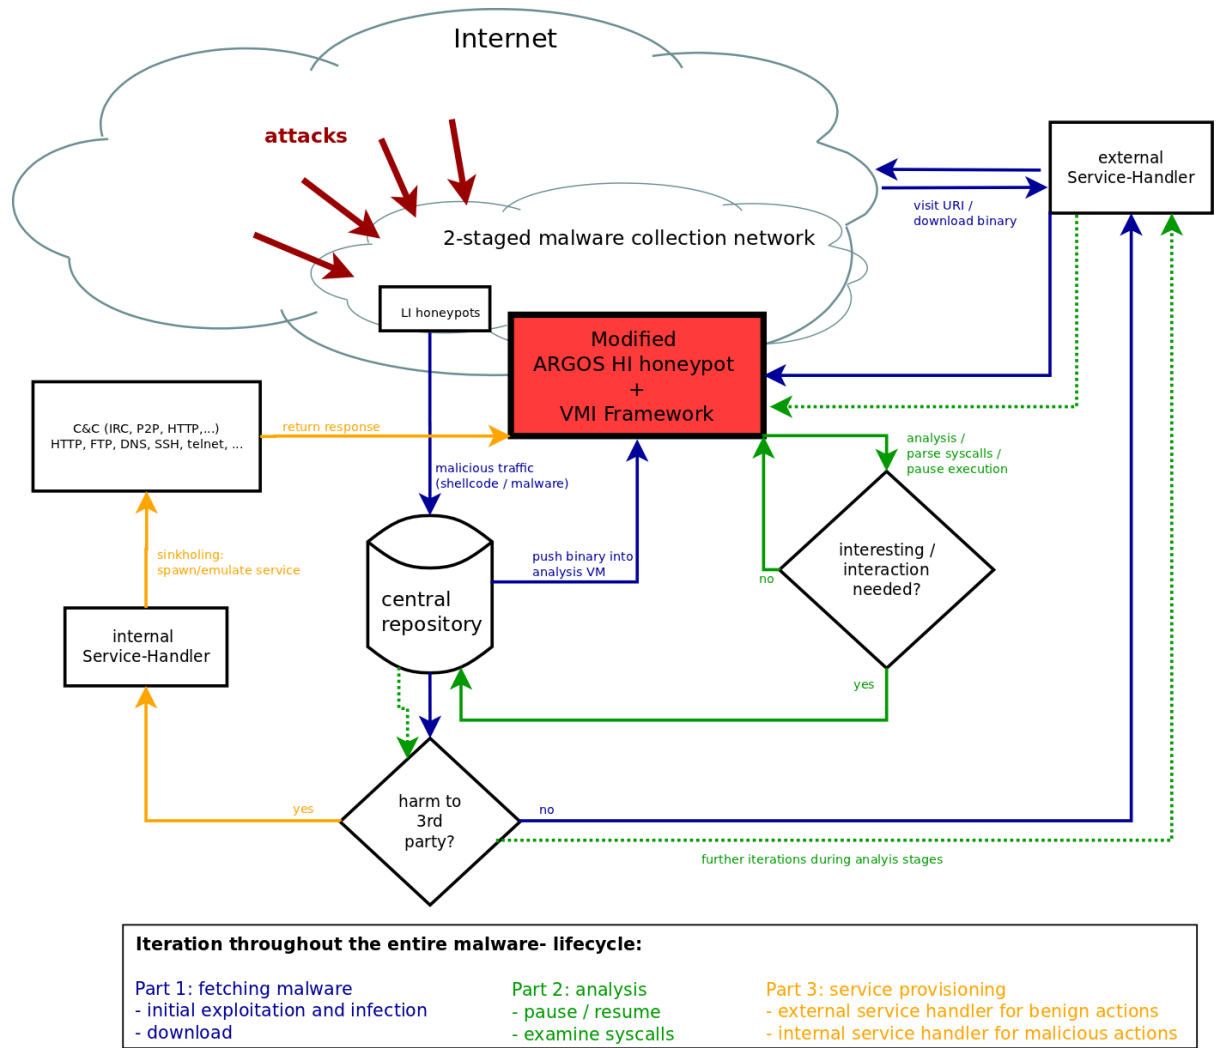 Internet
attacks
external
Service-Handler
visit URI /
download binary
2-staged malware collection network
LI honeypots
Modified
ARGOS HI honeypot
+
VMI Framework
C&C (IRC, P2P, HTTP,...)
HTTP, FTP, DNS, SSH, telnet, ...
return response
analysis /
parse syscalls /
pause execution
malicious traffic
(shellcode / malware)
sinkholing:
spawn/emulate service
push binary into
analysis VM
interesting /
interaction
needed?
no
central
repository
internal
Service-Handler
yes
harm to
3rd
party?
yes
no
further iterations during analyis stages
Iteration throughout the entire malware- lifecycle:
Part 1: fetching malware
- initial exploitation and infection
- download
Part 2: analysis
- pause / resume
- examine syscalls
Part 3: service provisioning
- external service handler for benign actions
- internal service handler for malicious actions